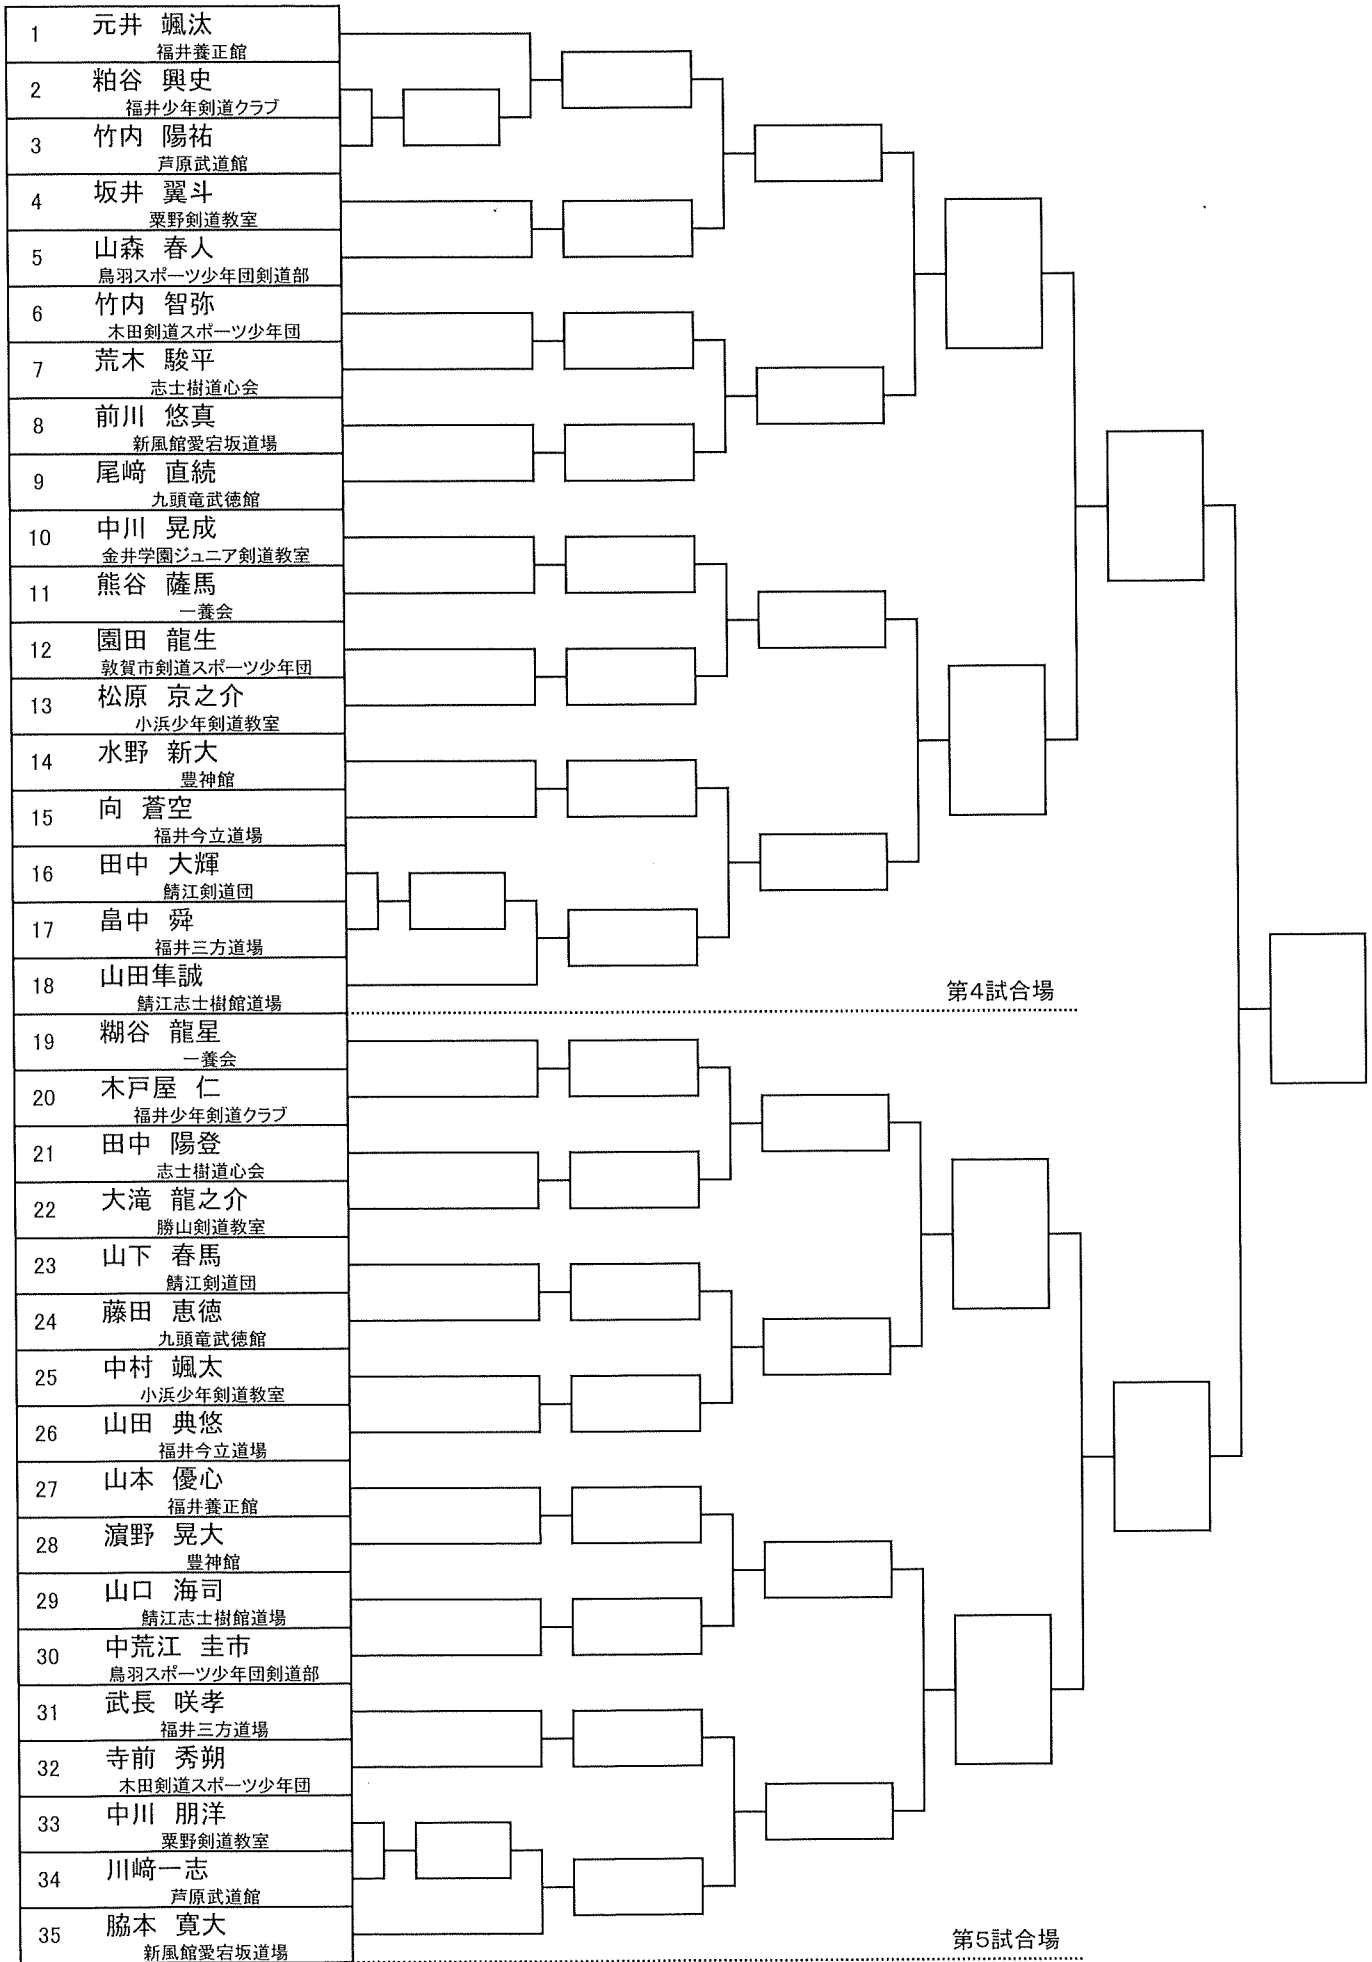 1 元井 颯汰
福井養正館
2 粕谷 興史
福井少年剣道クラブ
3 竹内 陽祐
芦原武道館
4 坂井 翼斗
粟野剣道教室
5 山森 春人
鳥羽スポーツ少年団剣道部
6 竹内 智弥
木田剣道スポーツ少年団
7 荒木 駿平
志士樹道心会
8 前川 悠真
新風館愛宕坂道場
9 尾﨑 直続
九頭竜武徳館
10 中川 晃成
金井学園ジュニア剣道教室
11 熊谷 薩馬
一養会
12 園田 龍生
敦賀市剣道スポーツ少年団
13 松原 京之介
小浜少年剣道教室
14 水野 新大
豊神館
15 向 蒼空
福井今立道場
16 田中 大輝
鯖江剣道団
17 畠中 舜
福井三方道場
18 山田隼誠
鯖江志士樹館道場
第4試合場
19 糊谷 龍星
一養会
20 木戸屋 仁
福井少年剣道クラブ
21 田中 陽登
志士樹道心会
22 大滝 龍之介
勝山剣道教室
23 山下 春馬
鯖江剣道団
24 藤田 恵徳
九頭竜武徳館
25 中村 颯太
小浜少年剣道教室
26 山田 典悠
福井今立道場
27 山本 優心
福井養正館
28 濵野 晃大
豊神館
29 山口 海司
鯖江志士樹館道場
30 中荒江 圭市
鳥羽スポーツ少年団剣道部
31 武長 咲孝
福井三方道場
32 寺前 秀朔
木田剣道スポーツ少年団
33 中川 朋洋
粟野剣道教室
34 川﨑一志
芦原武道館
35 脇本 寛大
新風館愛宕坂道場
第5試合場